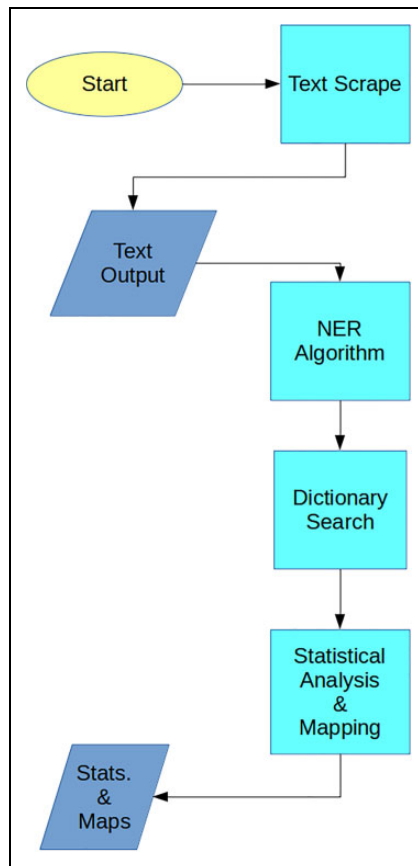 Start
Text Scrape
Text
Output
NER
Algorithm
Dictionary
Search
Statistical
Analysis
&
Mapping
Stats.
&
Maps